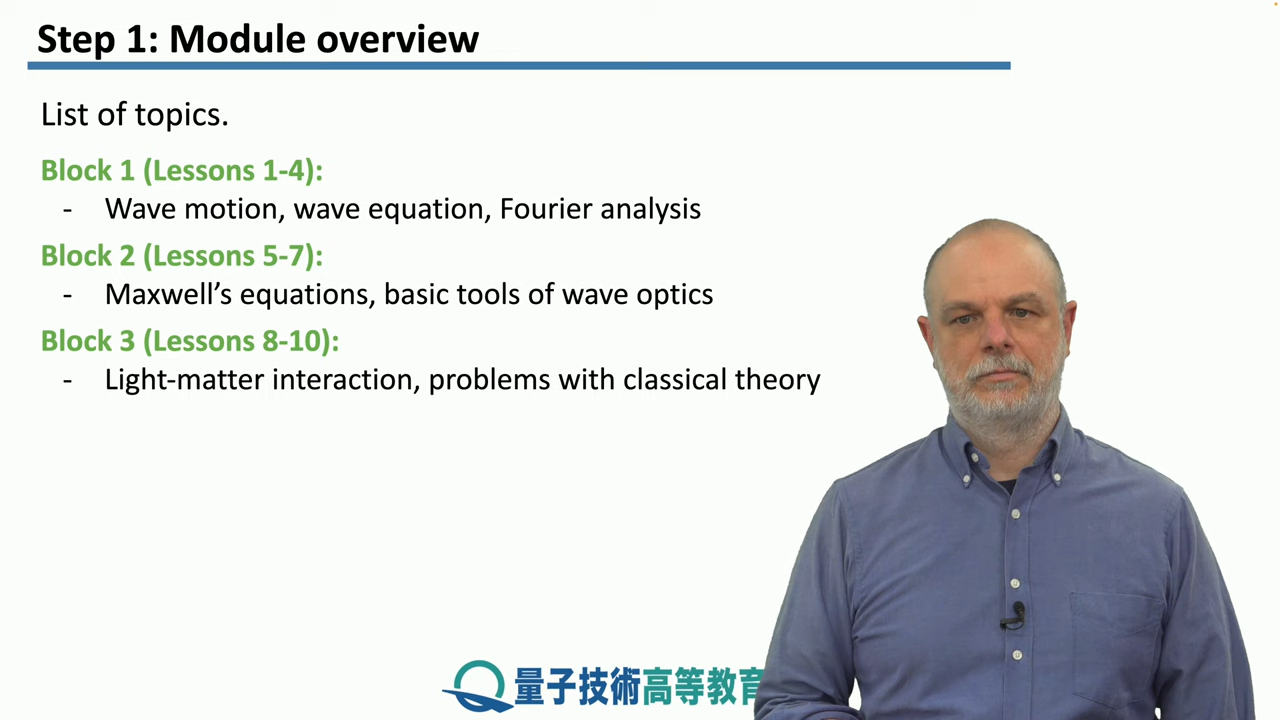 Step 1: Module overview
List of topics.
Block 1 (Lessons 1-4):
- Wave motion, wave equation, Fourier analysis
Block 2 (Lessons 5-7):
- Maxwell’s equations, basic tools of wave optics
Block 3 (Lessons 8-10):
- Light-matter interaction, problems with classical theory
量子技術高等教育